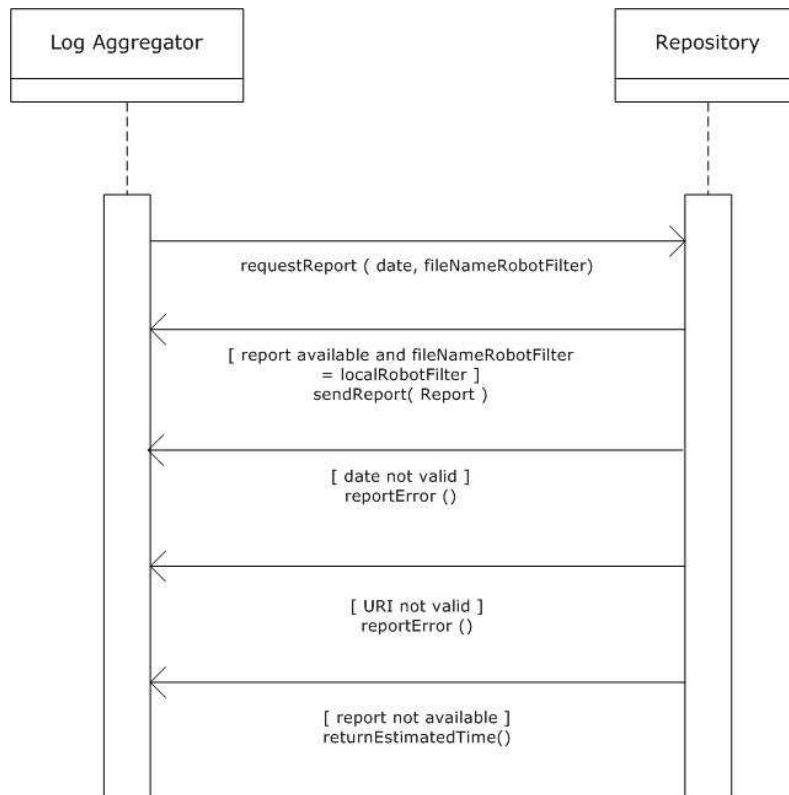 Log Aggregator
Repository
requestReport ( date, fileNameRobotFilter)
[ report available and fileNameRobotFilter
= localRobotFilter ]
sendReport( Report )
[ date not valid ]
reportError ()
[ URI not valid ]
reportError ()
[ report not available ]
returnEstimatedTime()